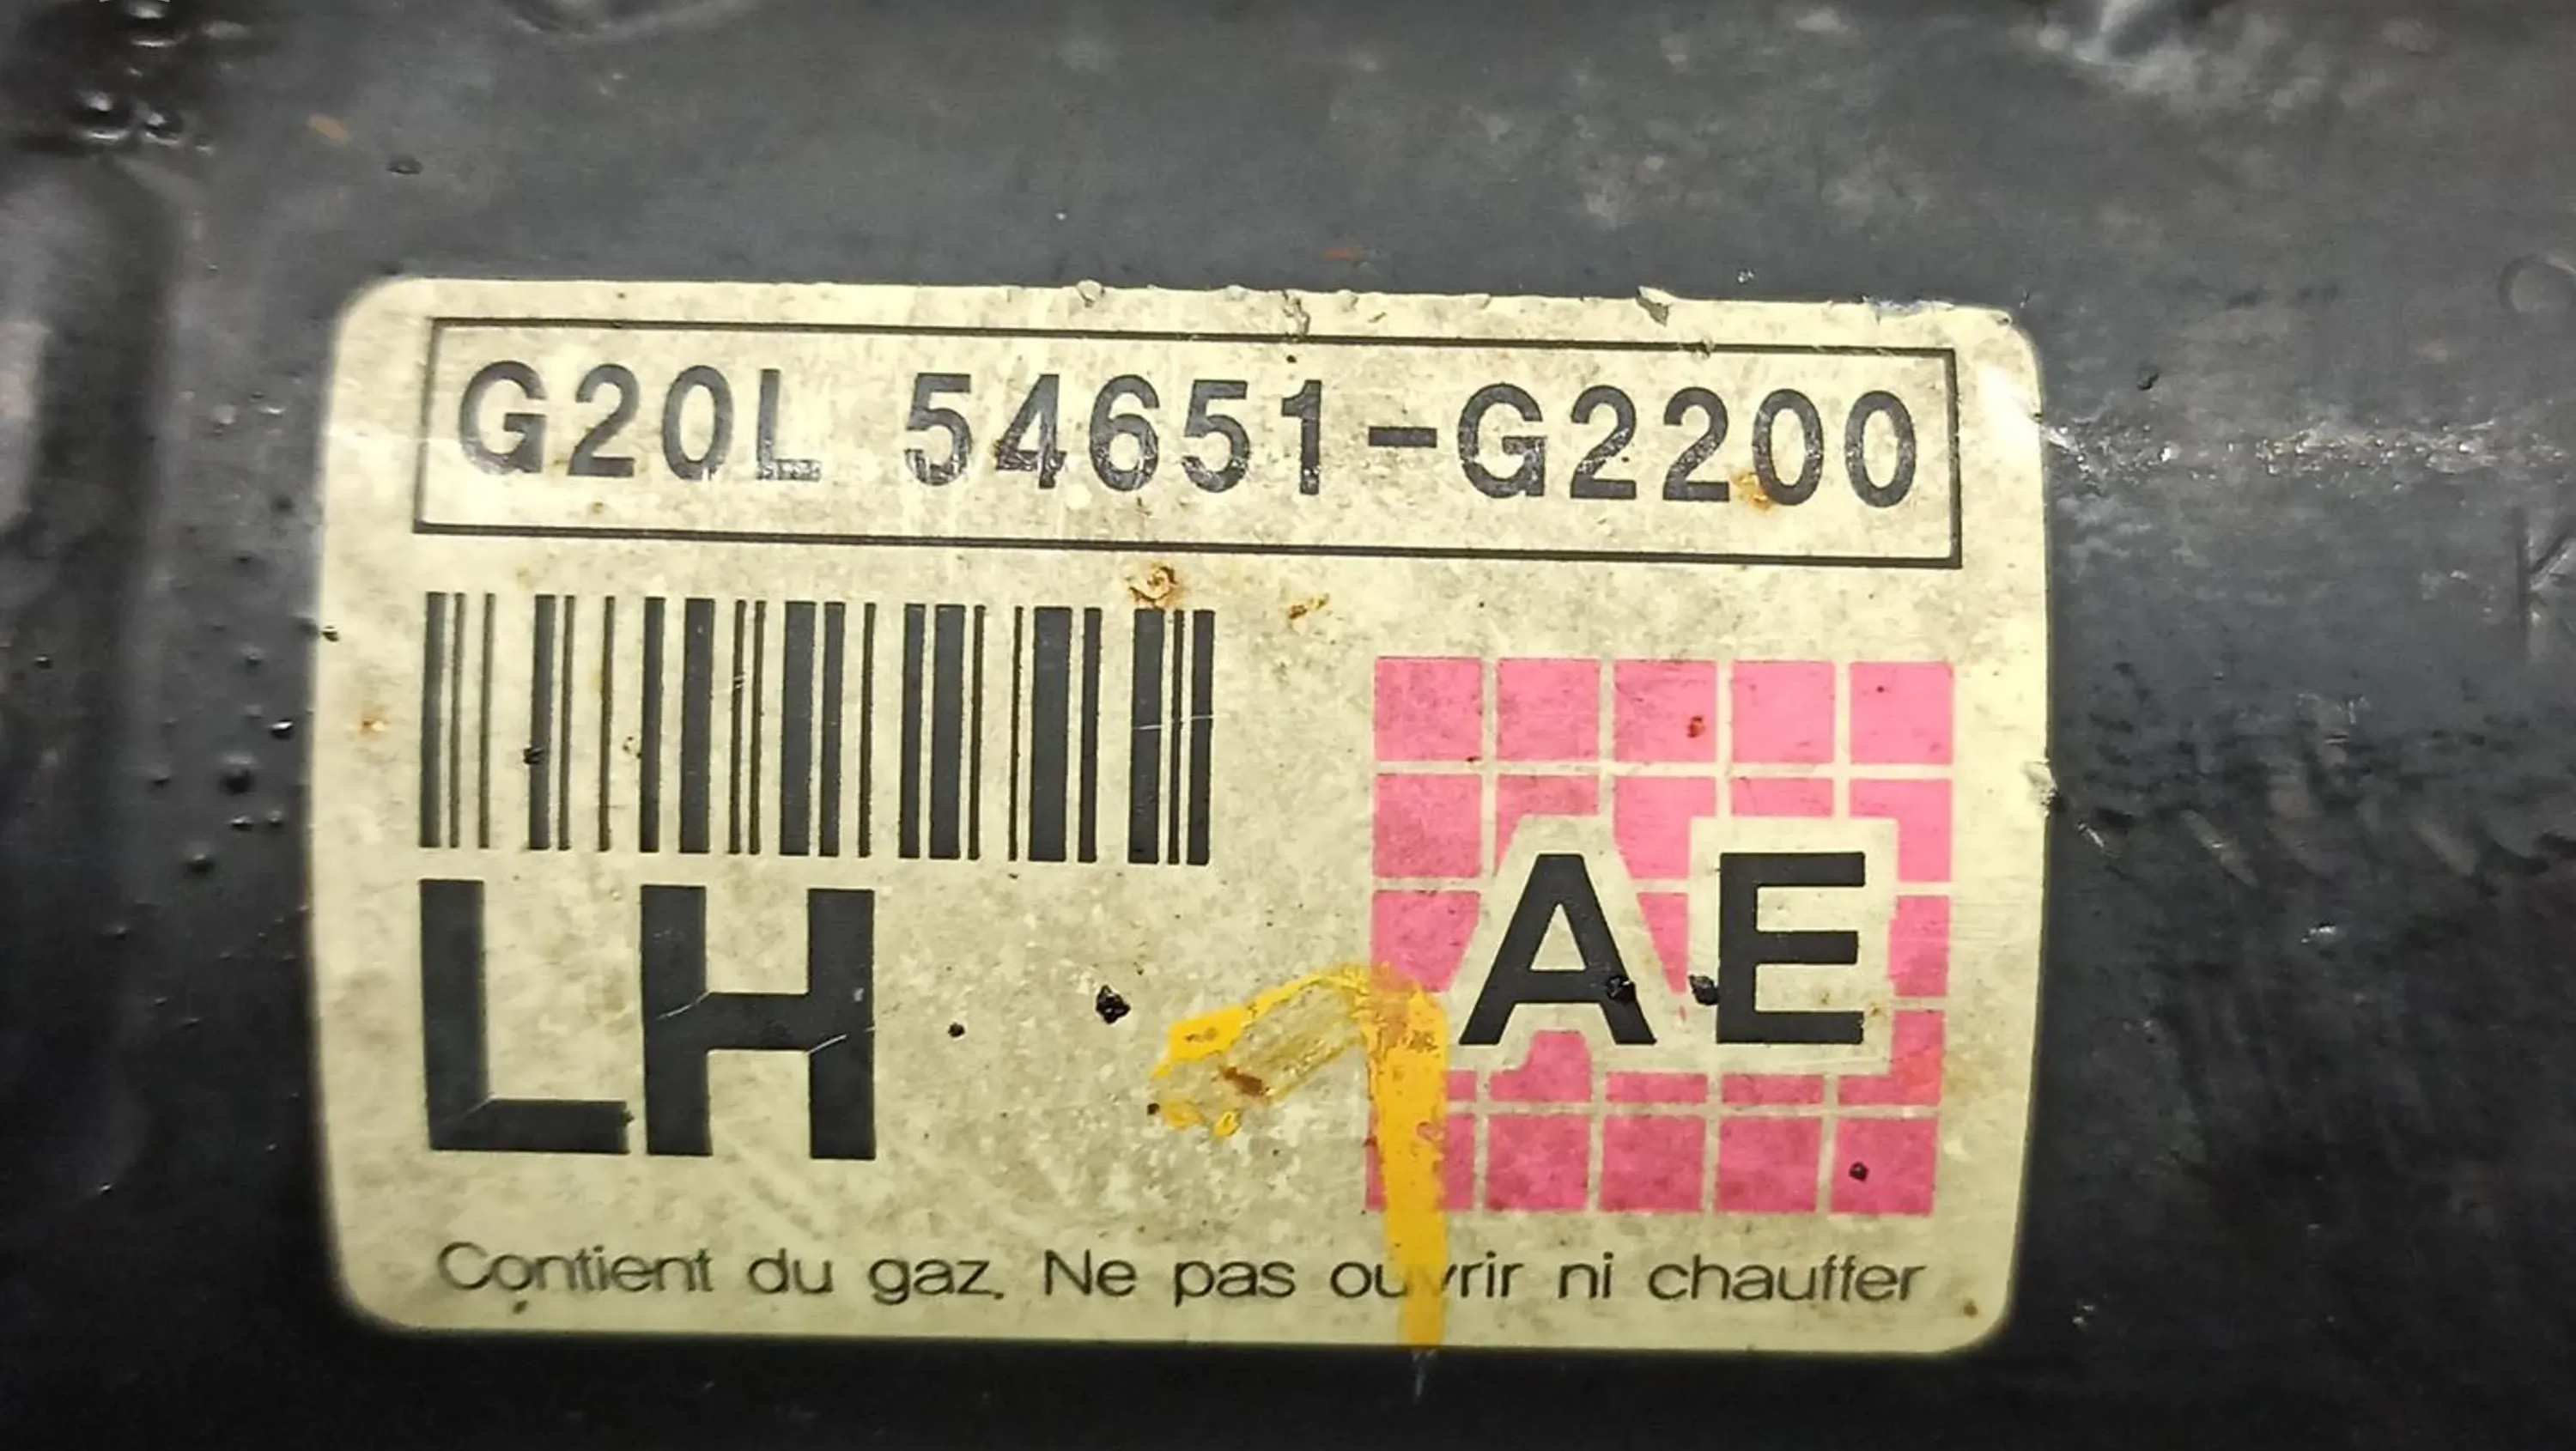 G20L 54651-G2200
LH
AE
Contient du gaz. Ne pas ouvrir ni chauffer